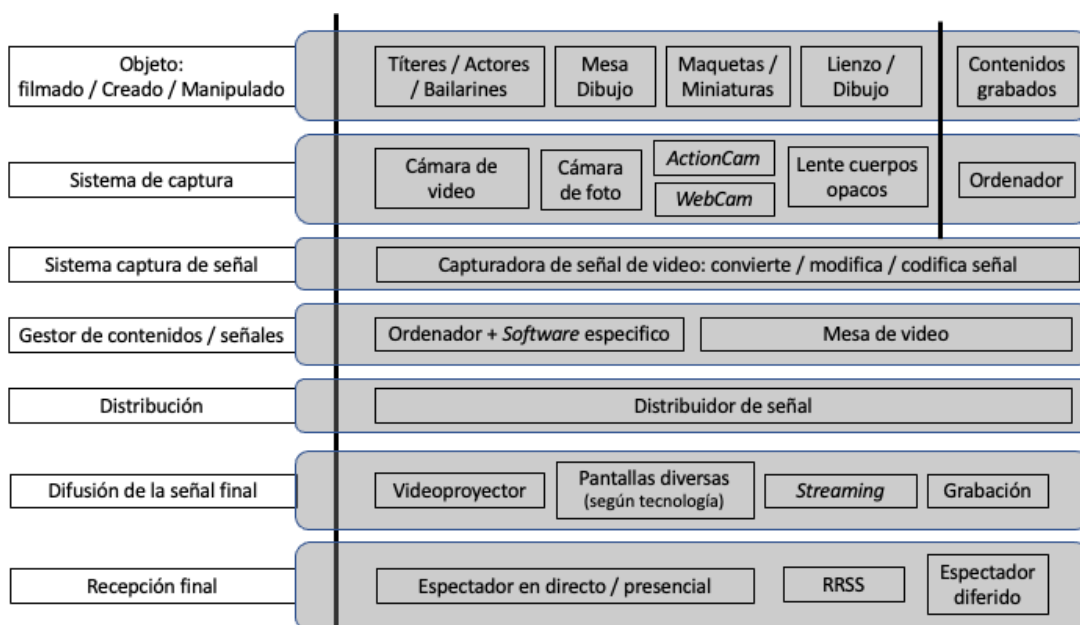 Objeto:
filmado / Creado / Manipulado
Títeres / Actores
/ Bailarines
Mesa
Dibujo
Maquetas /
Miniaturas
Lienzo /
Dibujo
Contenidos
grabados
Sistema de captura
Cámara de
video
Cámara
de foto
ActionCam
WebCam
Lente cuerpos
opacos
Ordenador
Sistema captura de señal
Capturadora de señal de video: convierte / modifica / codifica señal
Gestor de contenidos / señales
Ordenador + Software especifico
Mesa de video
Distribución
Distribuidor de señal
Difusión de la señal final
Videoproyector
Pantallas diversas
(según tecnología)
Streaming
Grabación
Recepción final
Espectador en directo / presencial
RRSS
Espectador
diferido